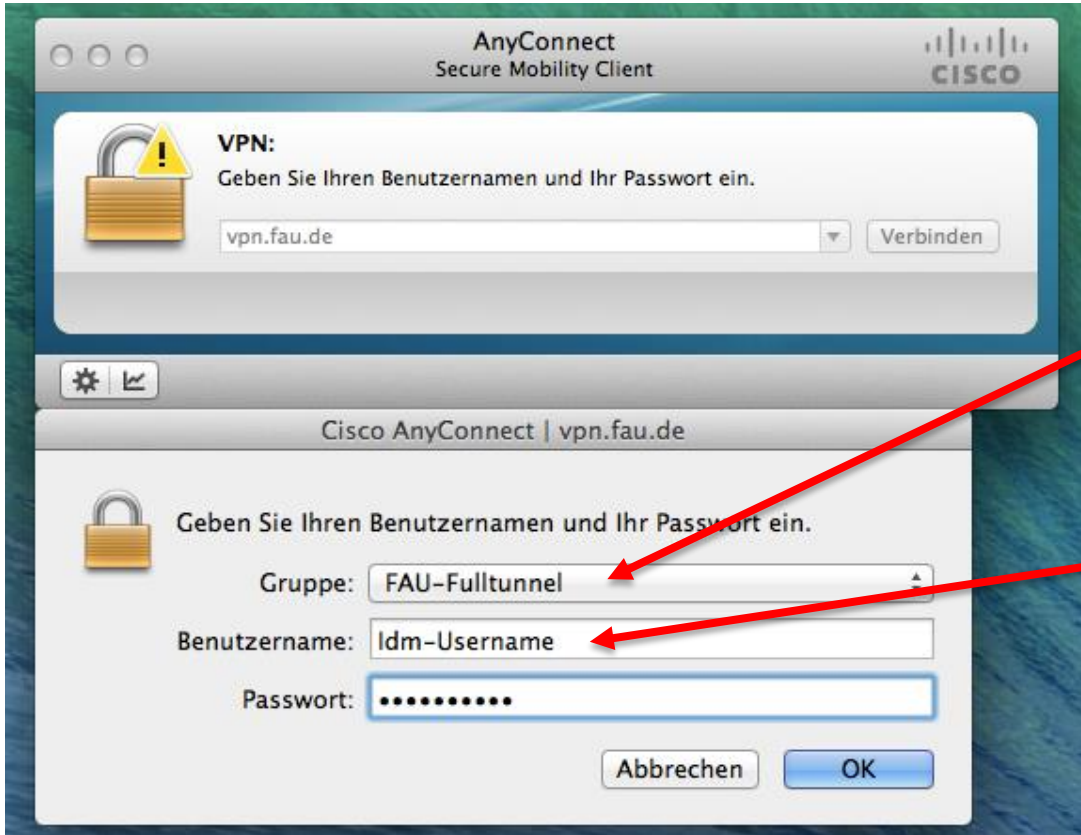 AnyConnect
Secure Mobility Client
CISCO
VPN:
Geben Sie Ihren Benutzernamen und Ihr Passwort ein.
vpn.fau.de
Verbinden
Cisco AnyConnect | vpn.fau.de
Geben Sie Ihren Benutzernamen und Ihr Passwort ein.
Gruppe: FAU-Fulltunnel
Benutzername: Idm-Username
Passwort: ••••••••••
Abbrechen OK